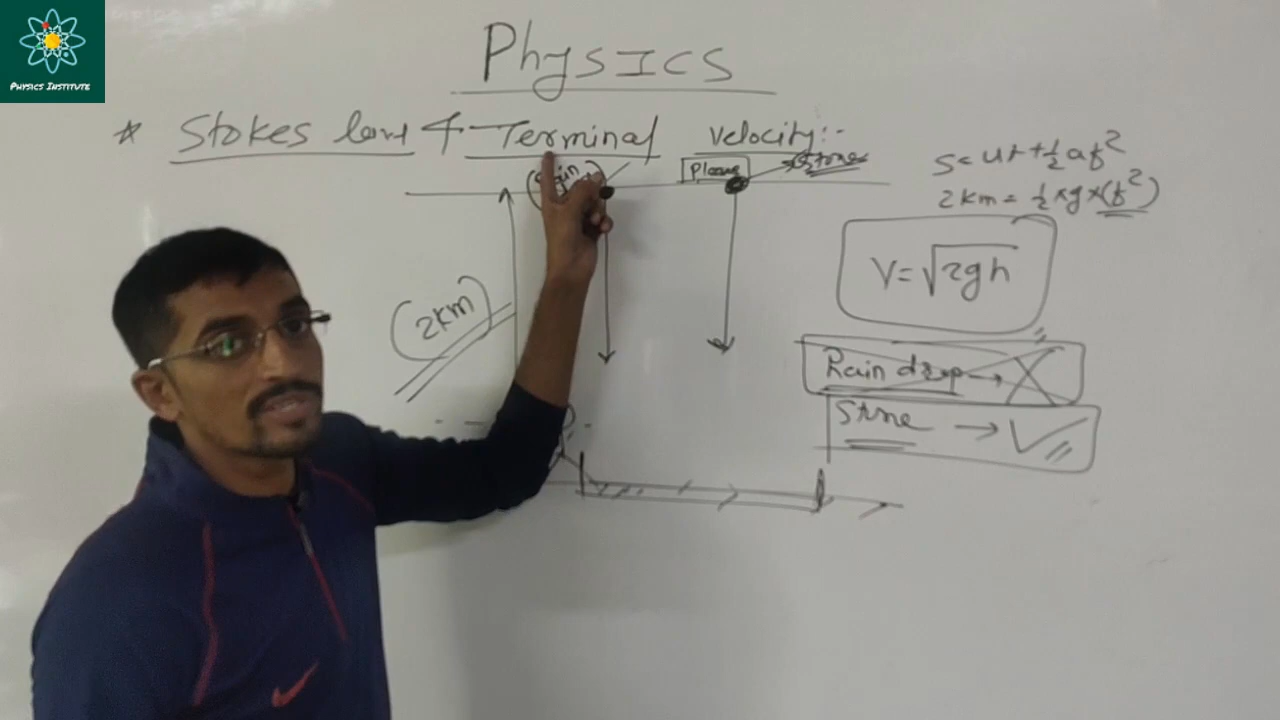 PHYSICS INSTITUTE
PhysICS
* Stokes law & Terminal velocity:-
Plane
Stone
S=ut+½at²
2km=½×g×(t²)
(2Km)
V=√2gh
Rain drop→X
Stone→✓